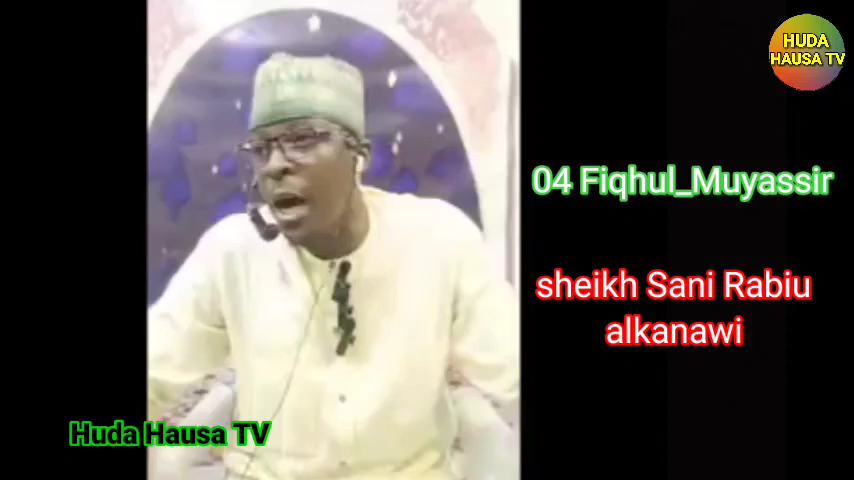 HUDA
HAUSA TV
04 Fiqhul_Muyassir
sheikh Sani Rabiu
alkanawi
Huda Hausa TV